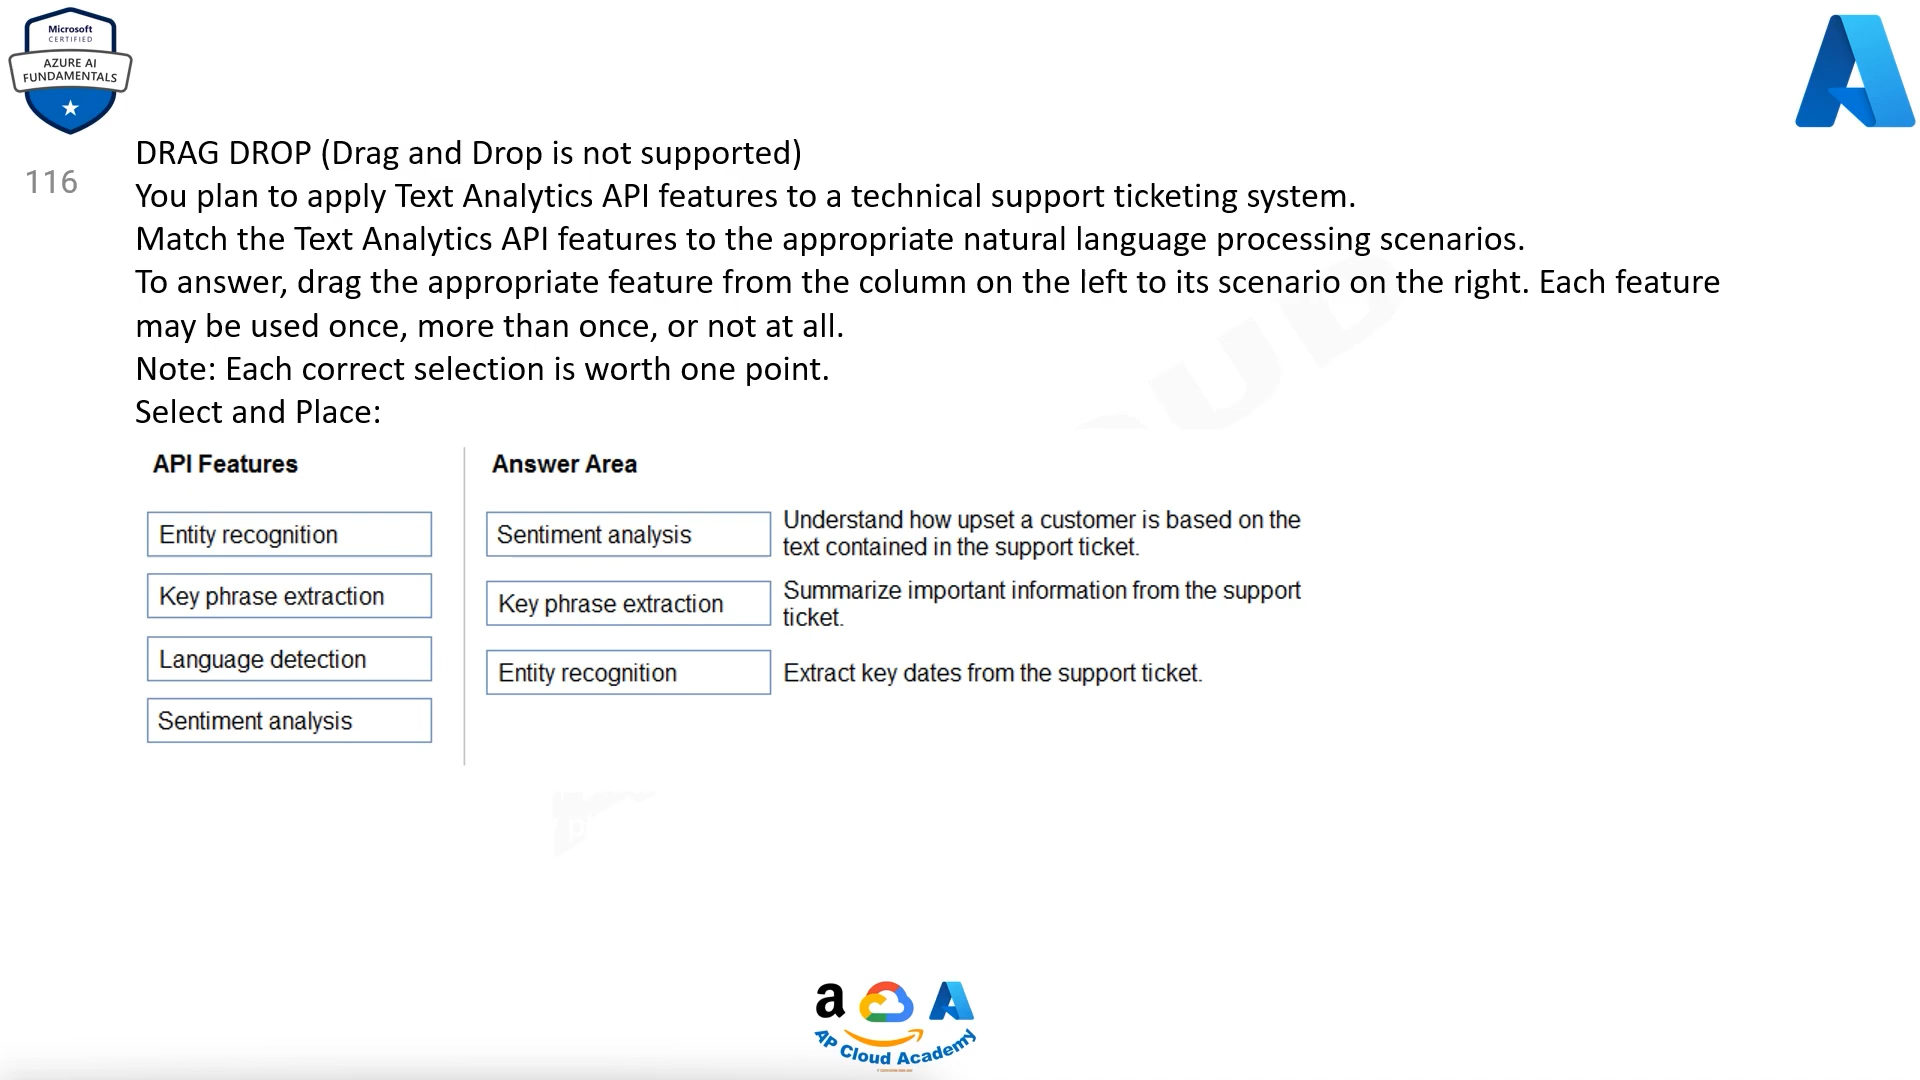 Microsoft
CERTIFIED
AZURE AI
FUNDAMENTALS
116
DRAG DROP (Drag and Drop is not supported)
You plan to apply Text Analytics API features to a technical support ticketing system.
Match the Text Analytics API features to the appropriate natural language processing scenarios.
To answer, drag the appropriate feature from the column on the left to its scenario on the right. Each feature
may be used once, more than once, or not at all.
Note: Each correct selection is worth one point.
Select and Place:
API Features
Entity recognition
Key phrase extraction
Language detection
Sentiment analysis
Answer Area
Sentiment analysis
Understand how upset a customer is based on the
text contained in the support ticket.
Key phrase extraction
Summarize important information from the support
ticket.
Entity recognition
Extract key dates from the support ticket.
a
AP Cloud Academy